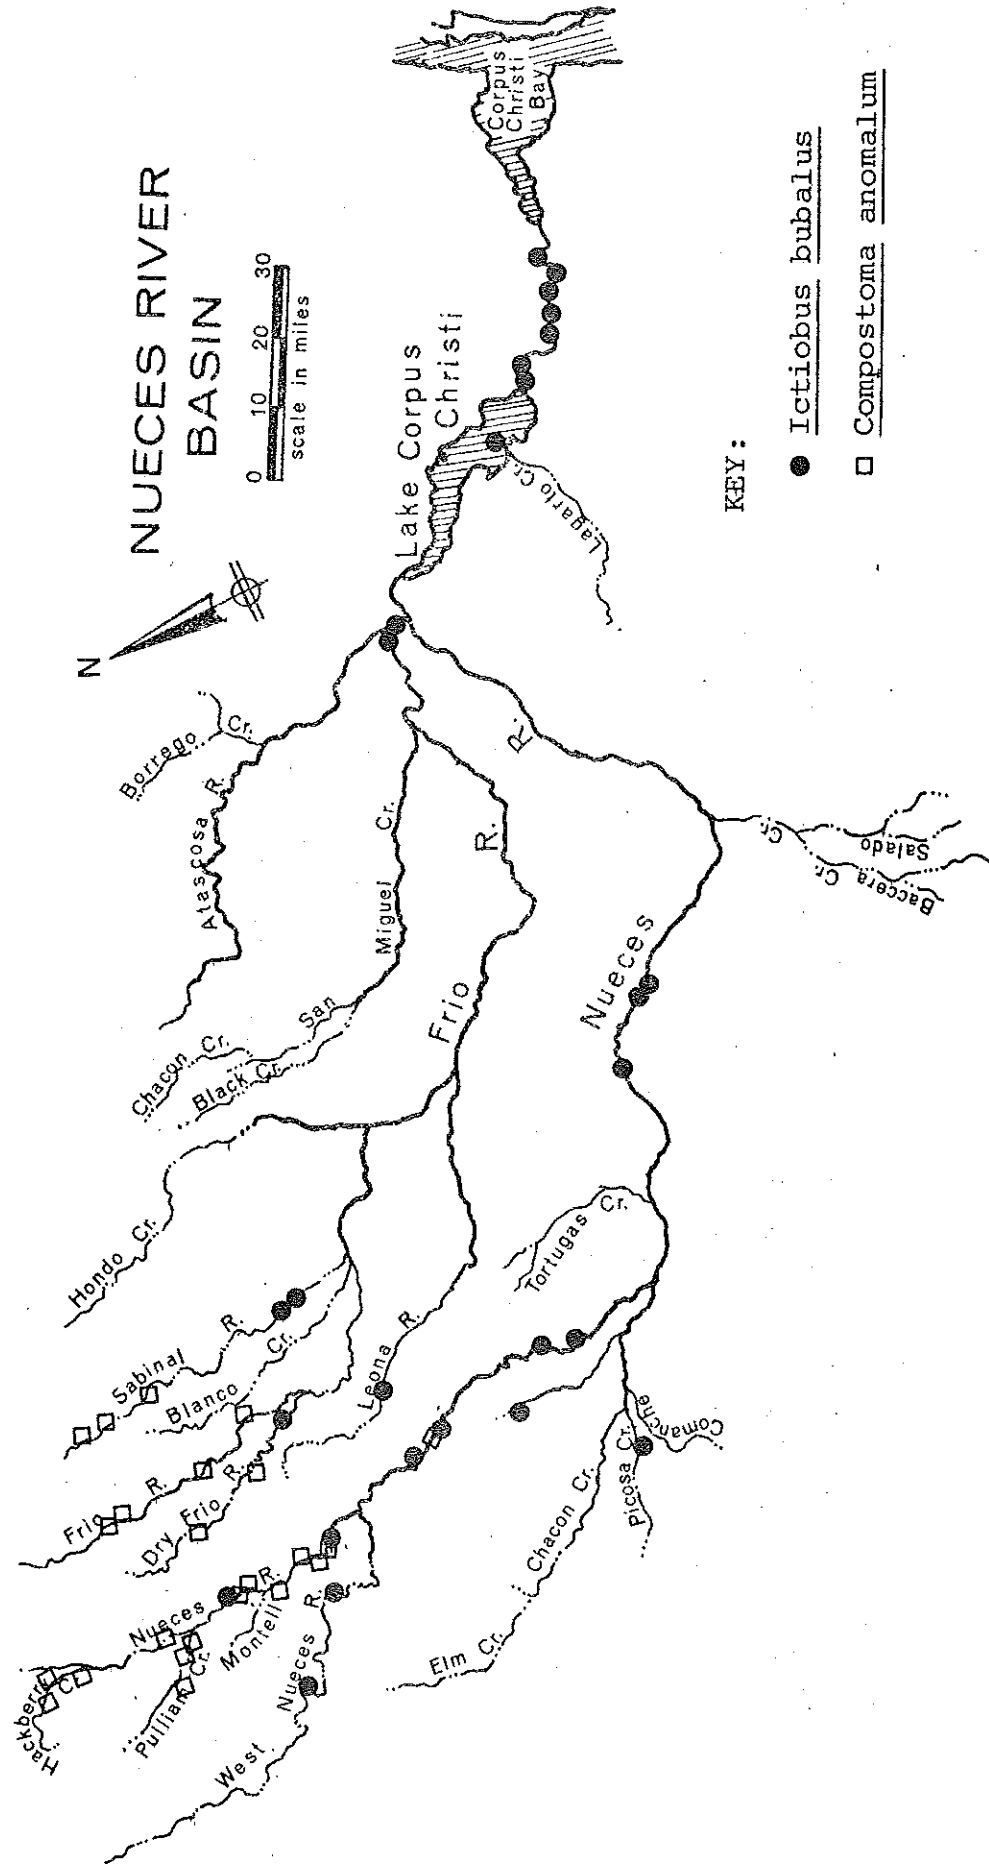 NUECES RIVER
BASIN
0 10 20 30
scale in miles
N
Corpus
Christi
Bay
Lake Corpus
Christi
Lagarto Cr.
Borrego Cr.
Atascosa R.
San Miguel Cr.
Chacon Cr.
Black Cr.
Frio R.
Nueces R.
Salado Cr.
Baccera Cr.
Hondo Cr.
Sabinal R.
Blanco Cr.
Leona R.
Tortugas Cr.
Frio R.
Dry Frio R.
Nueces R.
Montell
Hackberry Cr.
Pulliam Cr.
West Nueces R.
Elm Cr.
Chacon Cr.
Picosa Cr.
Comanche
KEY:
Ictiobus bubalus
Compostoma anomalum